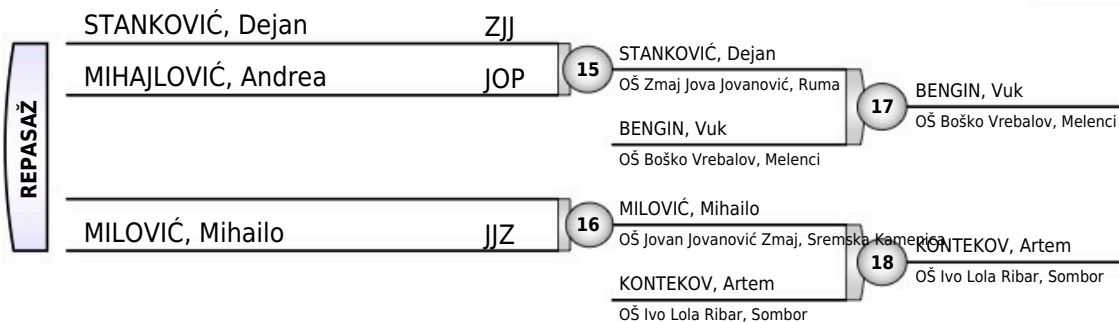 REPASAŽ
STANKOVIĆ, Dejan ZJJ
MIHAJLOVIĆ, Andrea JOP
15
STANKOVIĆ, Dejan
OŠ Zmaj Jova Jovanović, Ruma
BENGIN, Vuk
OŠ Boško Vrebalov, Melenci
17
BENGIN, Vuk
OŠ Boško Vrebalov, Melenci
MILOVIĆ, Mihailo JJZ
16
MILOVIĆ, Mihailo
OŠ Jovan Jovanović Zmaj, Sremska Kamenica
KONTEKOV, Artem
OŠ Ivo Lola Ribar, Sombor
18
KONTEKOV, Artem
OŠ Ivo Lola Ribar, Sombor